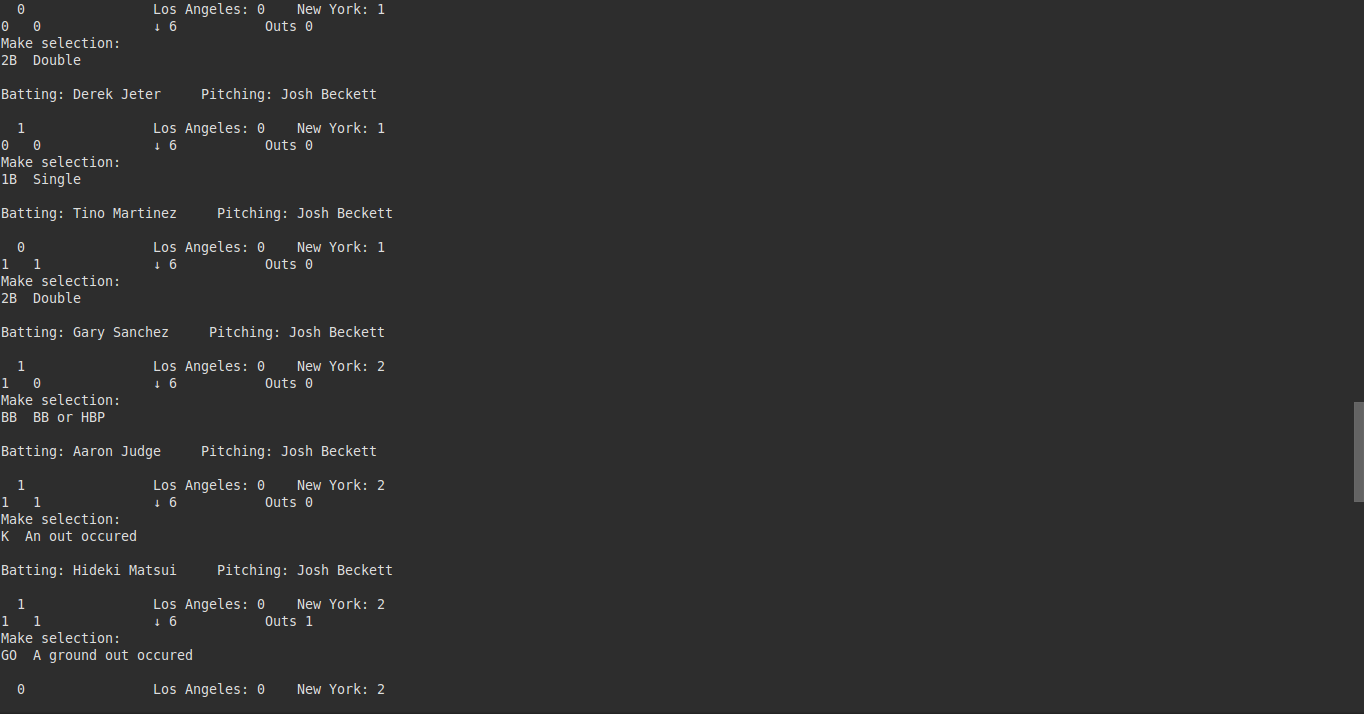 0                Los Angeles: 0    New York: 1
0   0              ↓ 6           Outs 0
Make selection:
2B  Double
Batting: Derek Jeter     Pitching: Josh Beckett
  1                Los Angeles: 0    New York: 1
0   0              ↓ 6           Outs 0
Make selection:
1B  Single
Batting: Tino Martinez     Pitching: Josh Beckett
  0                Los Angeles: 0    New York: 1
1   1              ↓ 6           Outs 0
Make selection:
2B  Double
Batting: Gary Sanchez     Pitching: Josh Beckett
  1                Los Angeles: 0    New York: 2
1   0              ↓ 6           Outs 0
Make selection:
BB  BB or HBP
Batting: Aaron Judge     Pitching: Josh Beckett
  1                Los Angeles: 0    New York: 2
1   1              ↓ 6           Outs 0
Make selection:
K  An out occured
Batting: Hideki Matsui     Pitching: Josh Beckett
  1                Los Angeles: 0    New York: 2
1   1              ↓ 6           Outs 1
Make selection:
GO  A ground out occured
  0                Los Angeles: 0    New York: 2